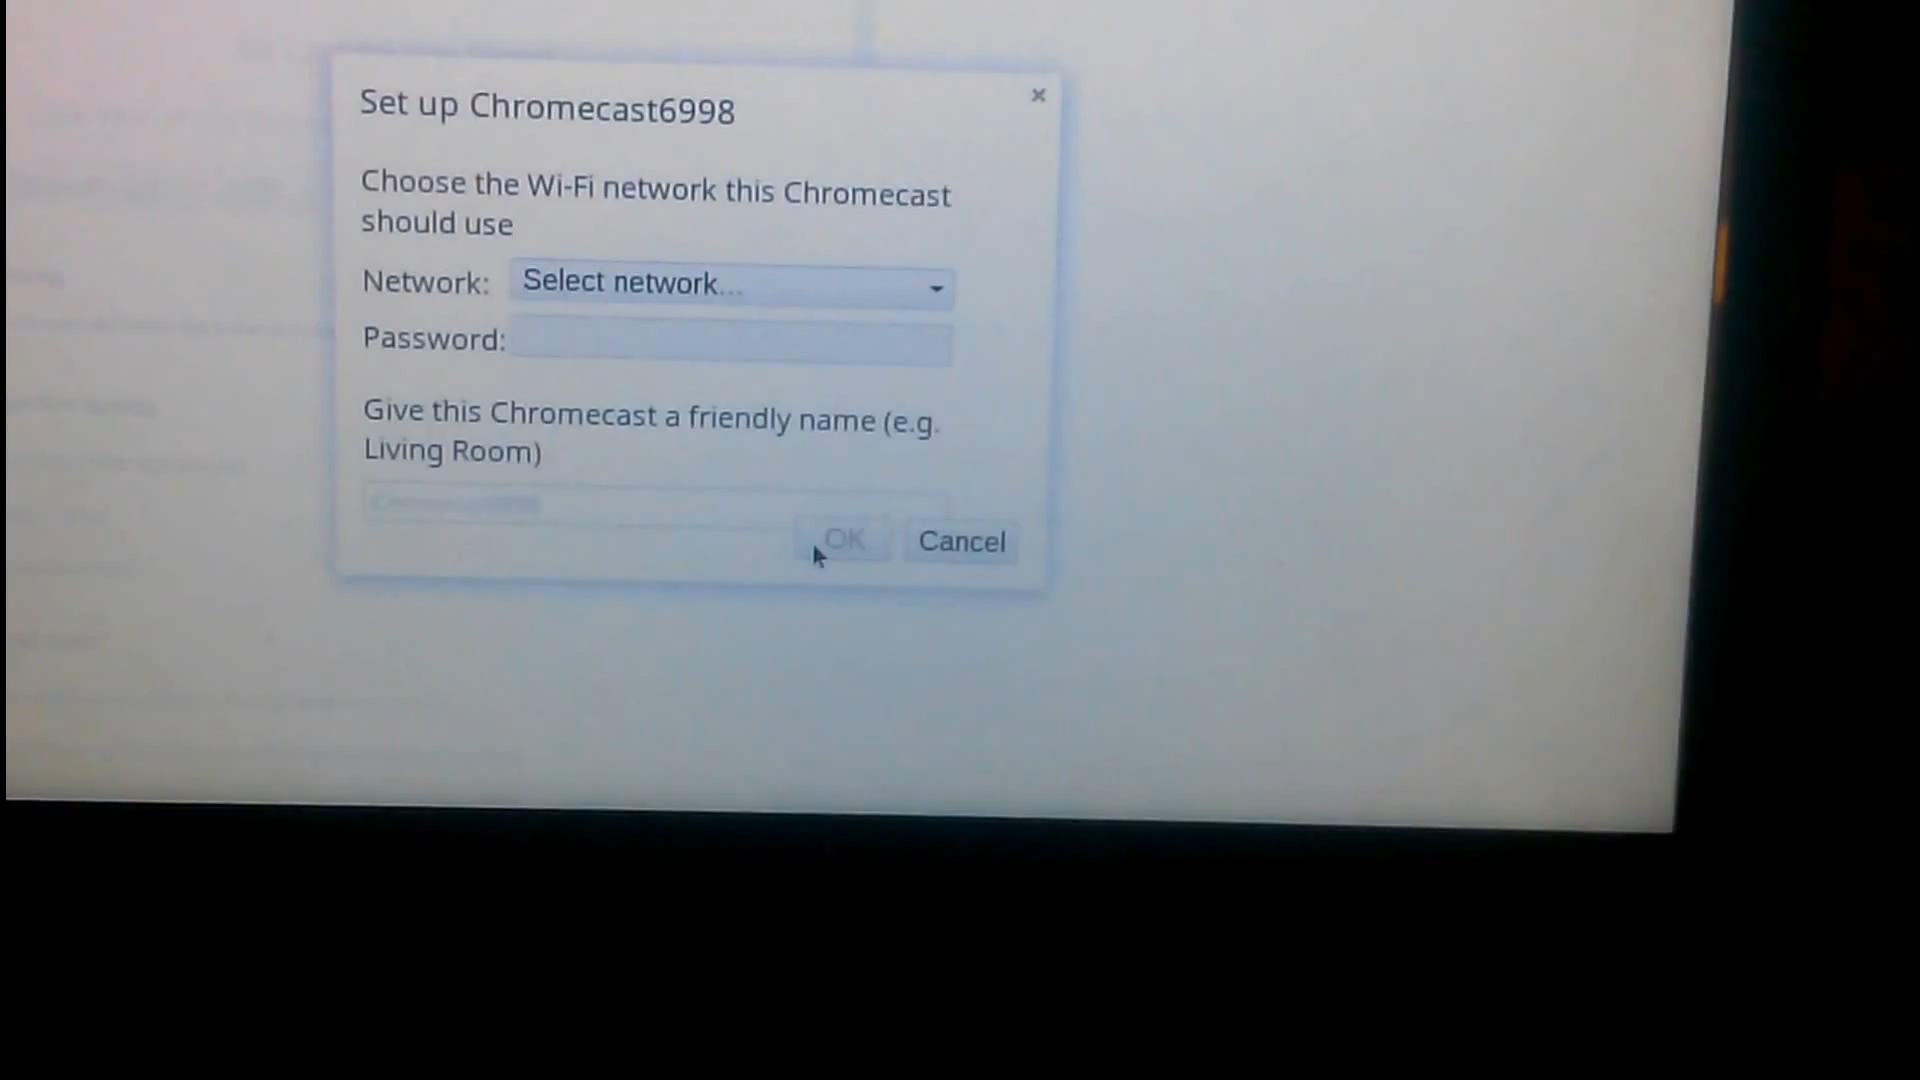 Set up Chromecast6998
Choose the Wi-Fi network this Chromecast
should use
Network: Select network...
Password:
Give this Chromecast a friendly name (e.g.
Living Room)
OK Cancel